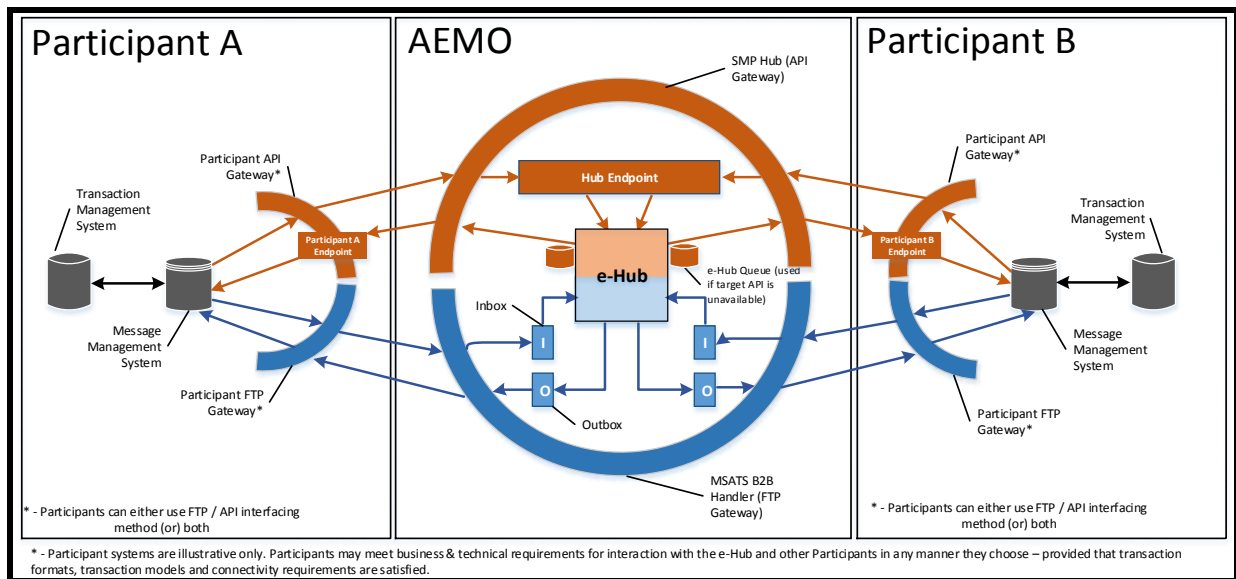 Participant A
AEMO
Participant B
SMP Hub (API
Gateway)
Participant API
Gateway*
Participant API
Gateway*
Transaction
Management
System
Hub Endpoint
Transaction
Management
System
Participant A
Endpoint
Participant B
Endpoint
e-Hub
e-Hub Queue (used
if target API is
unavailable)
Inbox
I
I
Message
Management
System
Message
Management
System
O
O
Participant FTP
Gateway*
Outbox
Participant FTP
Gateway*
MSATS B2B
Handler (FTP
Gateway)
* - Participants can either use FTP / API interfacing
method (or) both
* - Participants can either use FTP / API interfacing
method (or) both
* - Participant systems are illustrative only. Participants may meet business & technical requirements for interaction with the e-Hub and other Participants in any manner they choose – provided that transaction
formats, transaction models and connectivity requirements are satisfied.